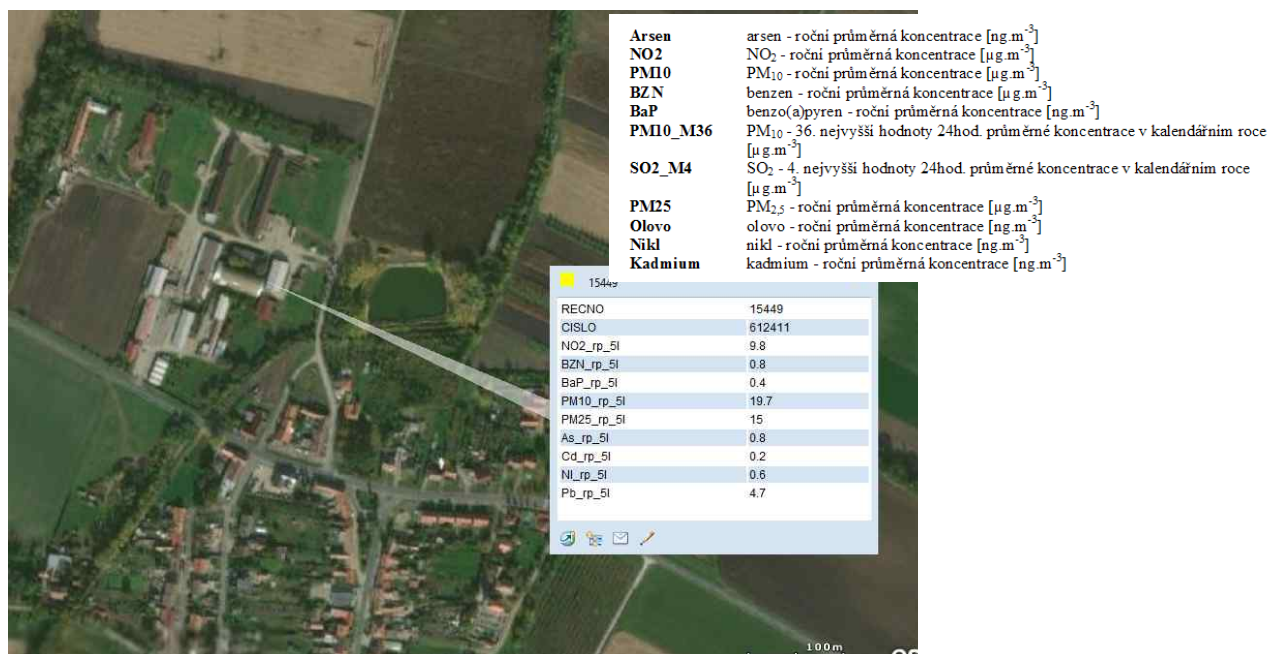 Arsen arsen - roční průměrná koncentrace [ng.m-3]
NO2 NO2 - roční průměrná koncentrace [µg.m-3]
PM10 PM10 - roční průměrná koncentrace [µg.m-3]
BZN benzen - roční průměrná koncentrace [µg.m-3]
BaP benzo(a)pyren - roční průměrná koncentrace [ng.m-3]
PM10_M36 PM10 - 36. nejvyšší hodnoty 24hod. průměrné koncentrace v kalendářním roce
[µg.m-3]
SO2_M4 SO2 - 4. nejvyšší hodnoty 24hod. průměrné koncentrace v kalendářním roce
[µg.m-3]
PM25 PM2,5 - roční průměrná koncentrace [µg.m-3]
Olovo olovo - roční průměrná koncentrace [ng.m-3]
Nikl nikl - roční průměrná koncentrace [ng.m-3]
Kadmium kadmium - roční průměrná koncentrace [ng.m-3]
15449
RECNO 15449
CISLO 612411
NO2_rp_5l 9.8
BZN_rp_5l 0.8
BaP_rp_5l 0.4
PM10_rp_5l 19.7
PM25_rp_5l 15
As_rp_5l 0.8
Cd_rp_5l 0.2
NI_rp_5l 0.6
Pb_rp_5l 4.7
100m